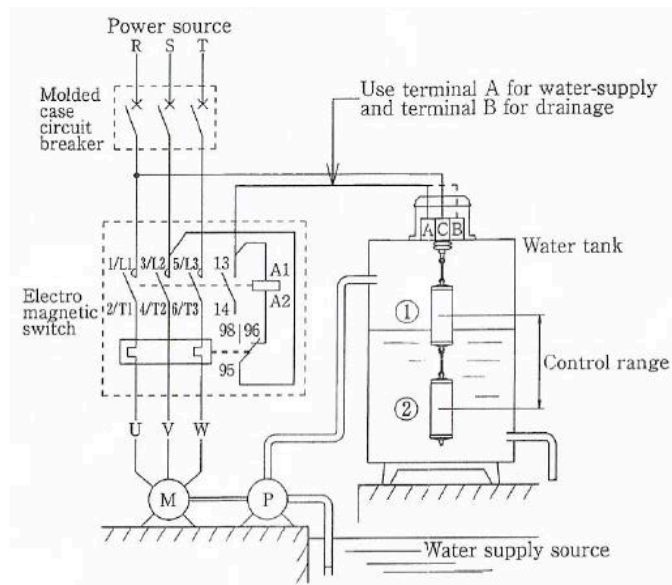 Power source
R S T
Molded
case
circuit
breaker
Use terminal A for water-supply
and terminal B for drainage
A C B
Water tank
1/L1 3/L2 5/L3 13
A1
A2
Electro
magnetic
switch
2/T1 4/T2 6/T3 14
98 96
95
①
②
Control range
U V W
M
P
Water supply source